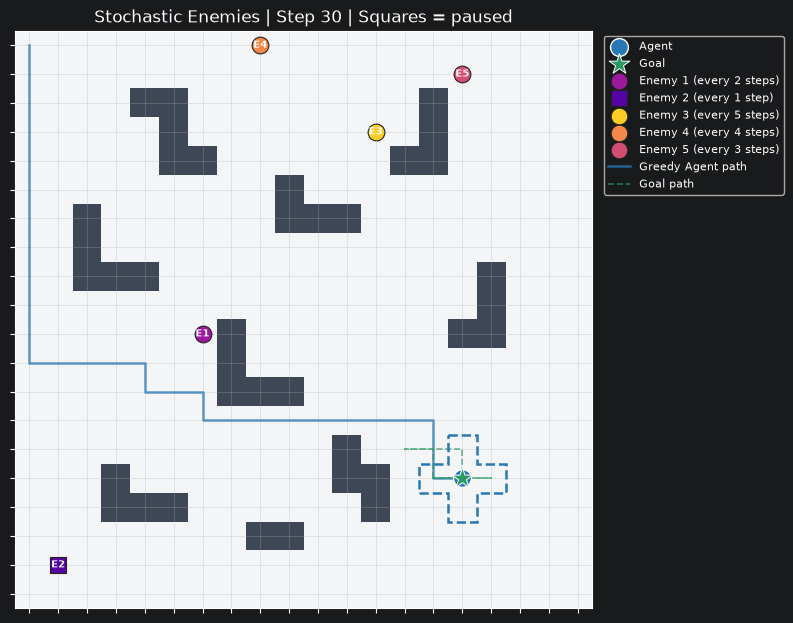 Stochastic Enemies | Step 30 | Squares = paused
E4
E5
E3
E1
E2
Agent
Goal
Enemy 1 (every 2 steps)
Enemy 2 (every 1 step)
Enemy 3 (every 5 steps)
Enemy 4 (every 4 steps)
Enemy 5 (every 3 steps)
Greedy Agent path
Goal path